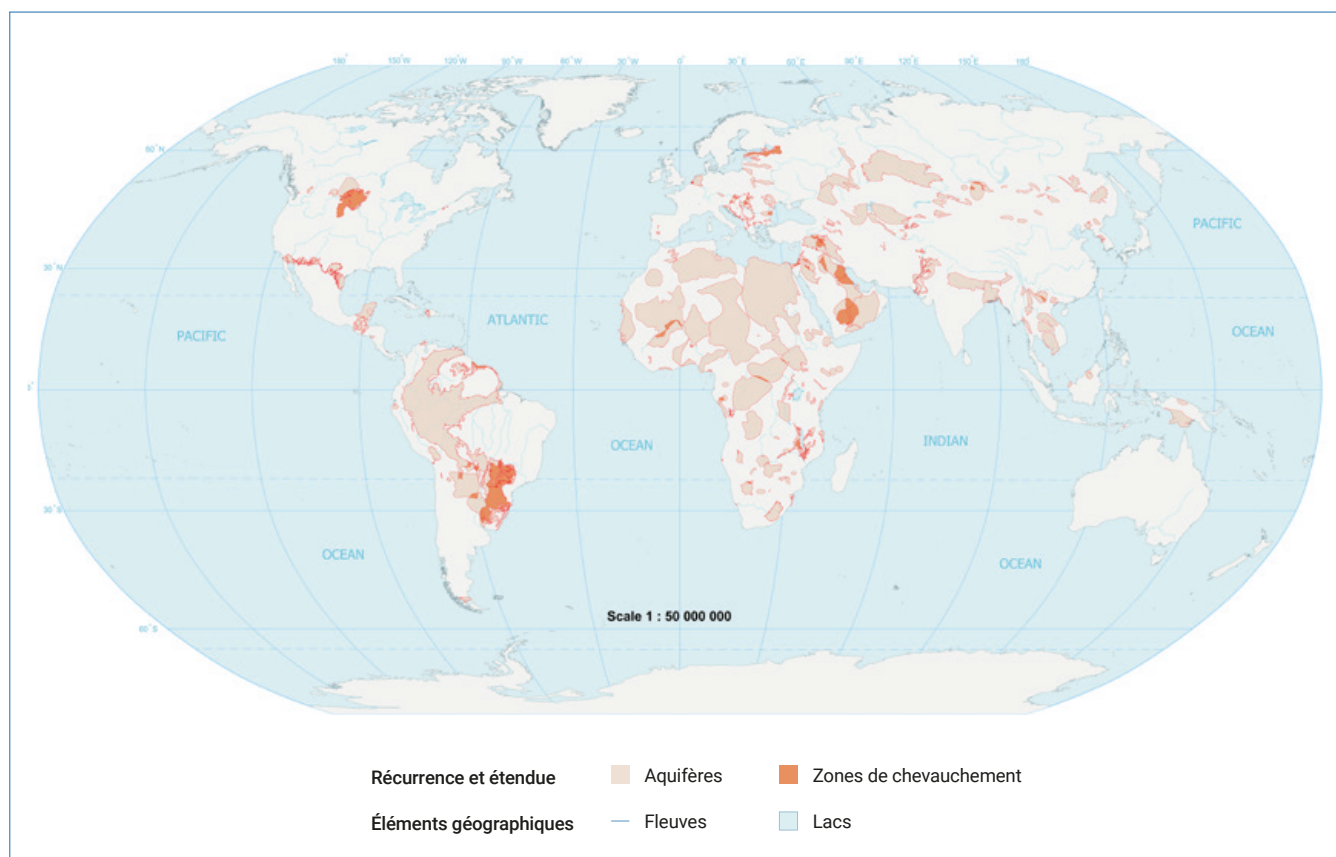 180° 150°W 120°W 90°W 60°W 30°W 0 30°E 60°E 90°E 120°E 150°E 180
60°N
PACIFIC
30°N 30°N
ATLANTIC
PACIFIC OCEAN
0°
OCEAN INDIAN
30°S 30°S
OCEAN OCEAN
Scale 1 : 50 000 000
60°S
Récurrence et étendue Aquifères Zones de chevauchement
Éléments géographiques Fleuves Lacs